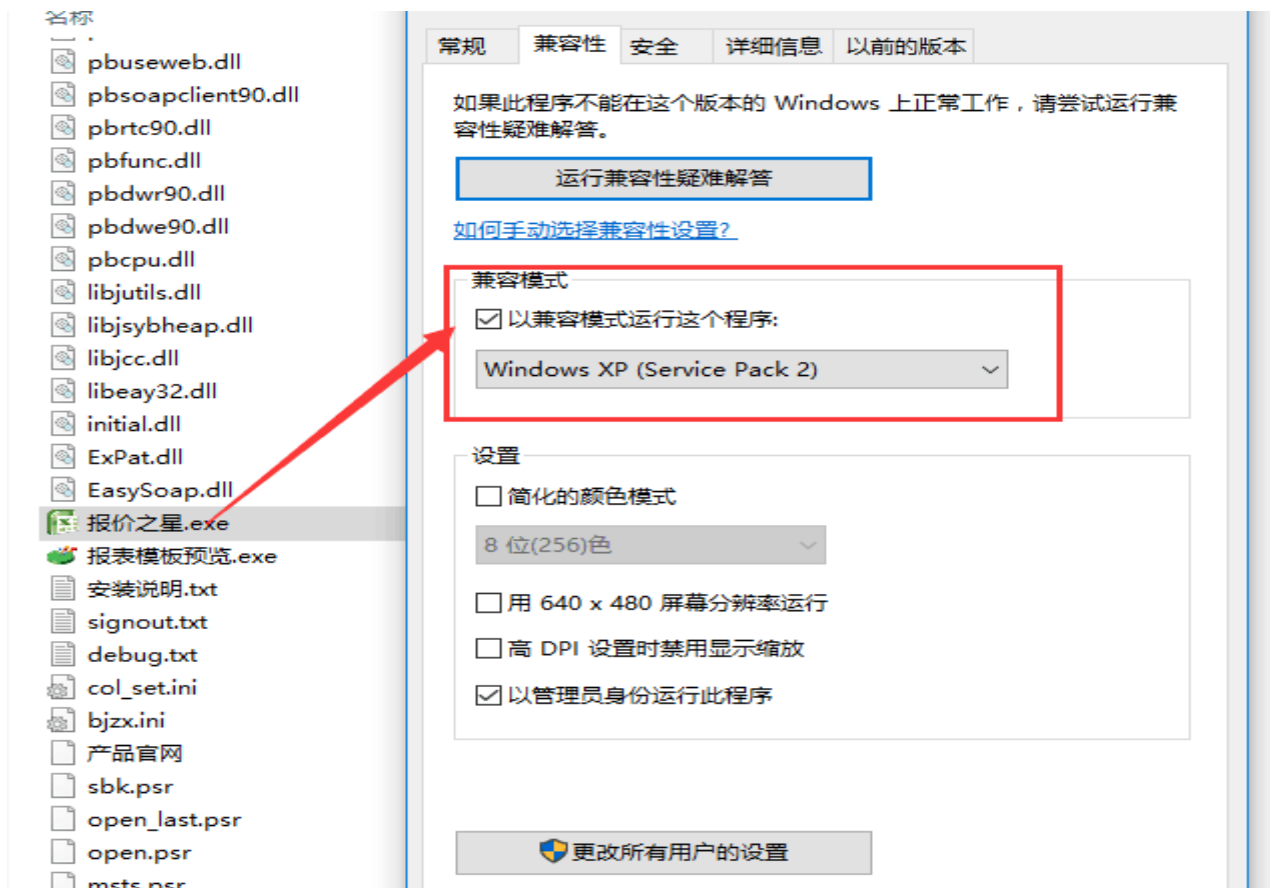 名称
pbuseweb.dll
pbsoapclient90.dll
pbrtc90.dll
pbfunc.dll
pbdwr90.dll
pbdwe90.dll
pbcpu.dll
libjutils.dll
libjsybheap.dll
libjcc.dll
libeay32.dll
initial.dll
ExPat.dll
EasySoap.dll
报价之星.exe
报表模板预览.exe
安装说明.txt
signout.txt
debug.txt
col_set.ini
bjzx.ini
产品官网
sbk.psr
open_last.psr
open.psr
msts.psr
常规 兼容性 安全 详细信息 以前的版本
如果此程序不能在这个版本的 Windows 上正常工作，请尝试运行兼
容性疑难解答。
运行兼容性疑难解答
如何手动选择兼容性设置？
兼容模式
以兼容模式运行这个程序:
Windows XP (Service Pack 2)
设置
简化的颜色模式
8 位(256)色
用 640 x 480 屏幕分辨率运行
高 DPI 设置时禁用显示缩放
以管理员身份运行此程序
更改所有用户的设置